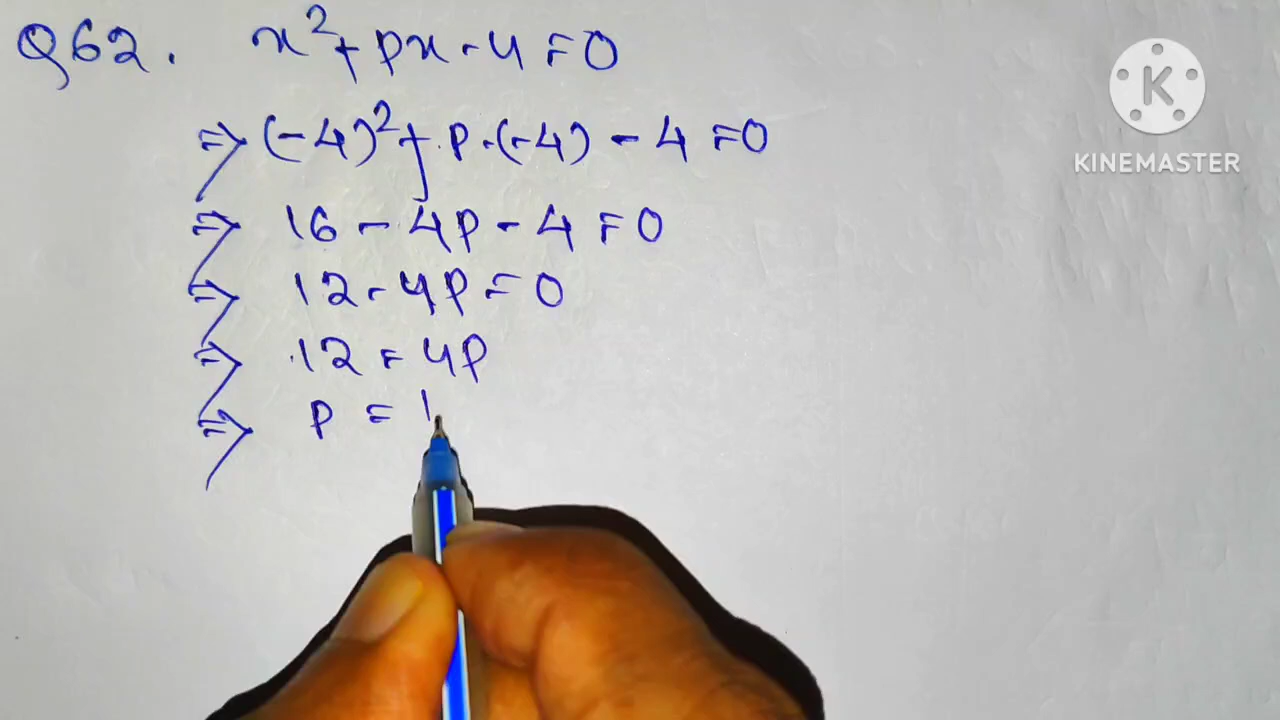 Q62. x²+px-4=0
⇒ (-4)²+p.(-4)-4=0
⇒ 16-4p-4=0
⇒ 12-4p=0
⇒ 12=4p
⇒ p=1
K
KINEMASTER